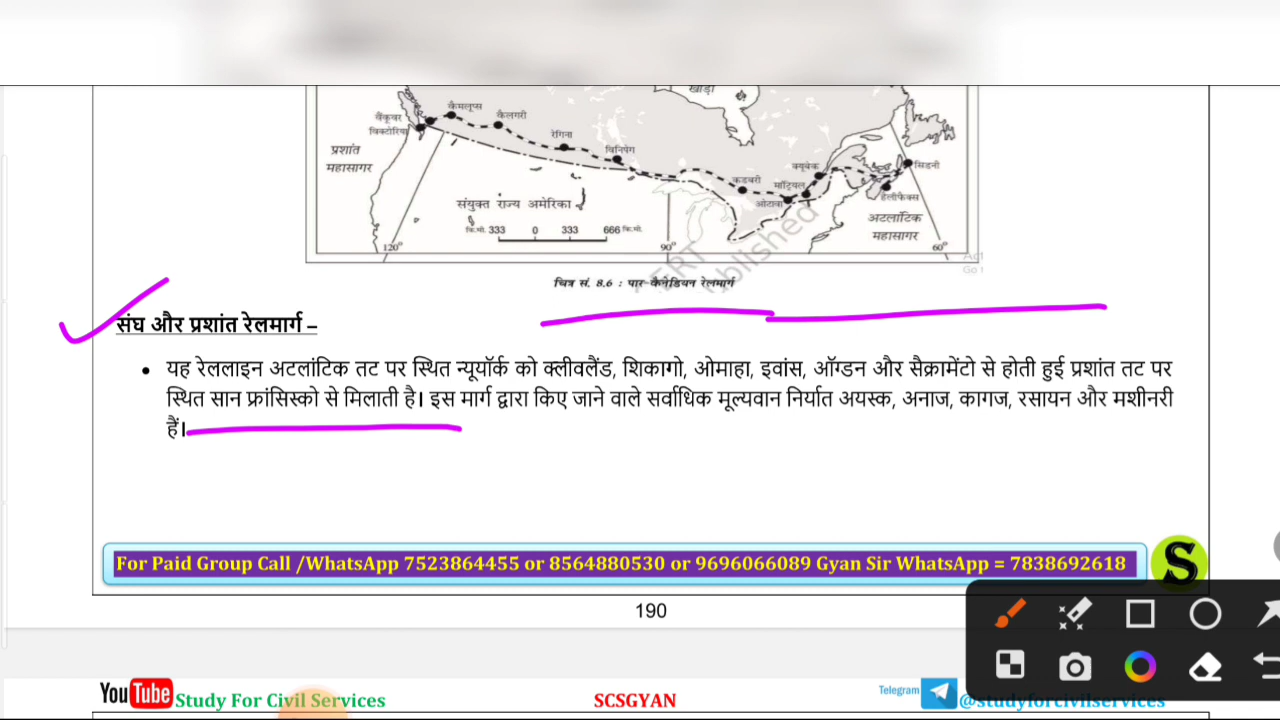 खाड़ी
कैमलूप्स
वैंकूवर
कैलगरी
विक्टोरिया
रेगिना
विनिपेग
प्रशांत
महासागर
क्यूबेक
सिडनी
कडबरी
मॉट्रियल
ओटावा
हैलीफैक्स
संयुक्त राज्य अमेरिका
अटलांटिक
महासागर
कि.मी. 333 0 333 666 कि.मी.
120° 90° 60°
blished
चित्र सं. 8.6 : पार-कैनेडियन रेलमार्ग
संघ और प्रशांत रेलमार्ग –
• यह रेललाइन अटलांटिक तट पर स्थित न्यूयॉर्क को क्लीवलैंड, शिकागो, ओमाहा, इवांस, ऑग्डन और सैक्रामेंटो से होती हुई प्रशांत तट पर
स्थित सान फ्रांसिस्को से मिलाती है। इस मार्ग द्वारा किए जाने वाले सर्वाधिक मूल्यवान निर्यात अयस्क, अनाज, कागज, रसायन और मशीनरी
हैं।
For Paid Group Call /WhatsApp 7523864455 or 8564880530 or 9696066089 Gyan Sir WhatsApp = 7838692618
S
190
YouTube Study For Civil Services
SCSGYAN
Telegram @studyforcivilservices